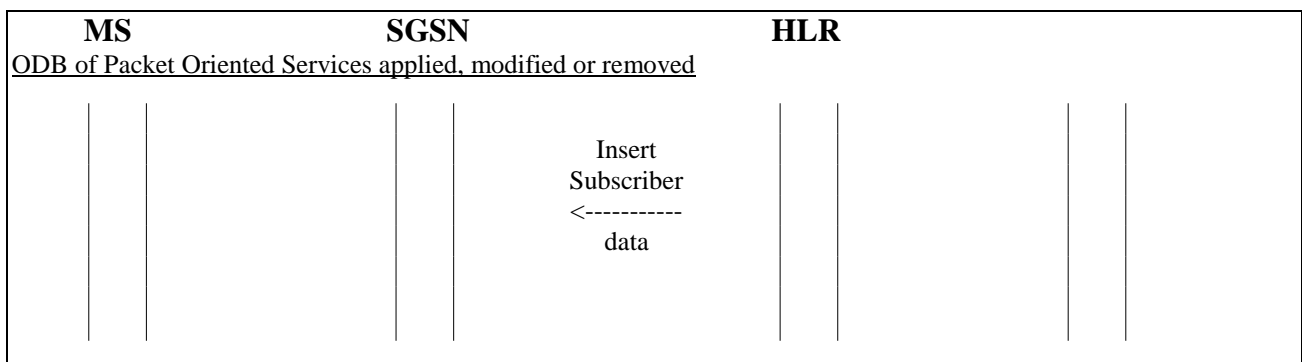 MS SGSN HLR
ODB of Packet Oriented Services applied, modified or removed
Insert
Subscriber
<-----------
data